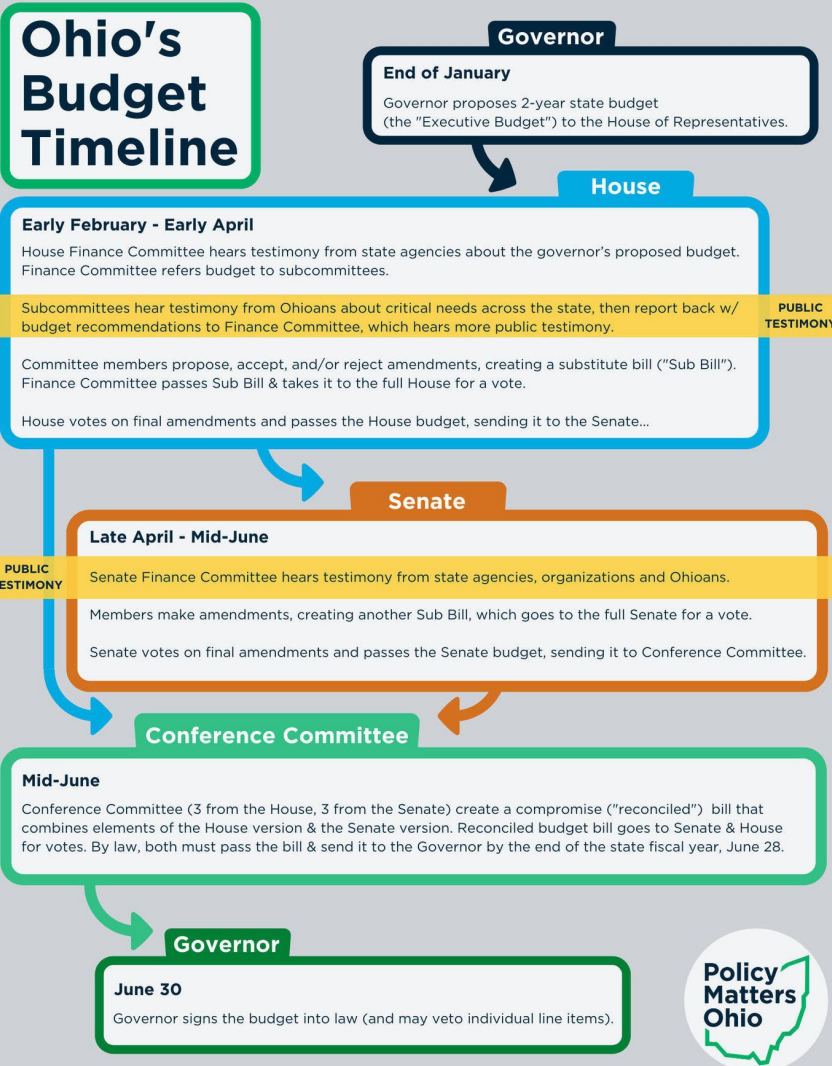 Ohio's
Budget
Timeline
Governor
End of January
Governor proposes 2-year state budget
(the "Executive Budget") to the House of Representatives.
House
Early February - Early April
House Finance Committee hears testimony from state agencies about the governor's proposed budget.
Finance Committee refers budget to subcommittees.
Subcommittees hear testimony from Ohioans about critical needs across the state, then report back w/
budget recommendations to Finance Committee, which hears more public testimony.
PUBLIC
TESTIMONY
Committee members propose, accept, and/or reject amendments, creating a substitute bill ("Sub Bill").
Finance Committee passes Sub Bill & takes it to the full House for a vote.
House votes on final amendments and passes the House budget, sending it to the Senate...
Senate
Late April - Mid-June
PUBLIC
ESTIMONY
Senate Finance Committee hears testimony from state agencies, organizations and Ohioans.
Members make amendments, creating another Sub Bill, which goes to the full Senate for a vote.
Senate votes on final amendments and passes the Senate budget, sending it to Conference Committee.
Conference Committee
Mid-June
Conference Committee (3 from the House, 3 from the Senate) create a compromise ("reconciled") bill that
combines elements of the House version & the Senate version. Reconciled budget bill goes to Senate & House
for votes. By law, both must pass the bill & send it to the Governor by the end of the state fiscal year, June 28.
Governor
June 30
Governor signs the budget into law (and may veto individual line items).
Policy
Matters
Ohio